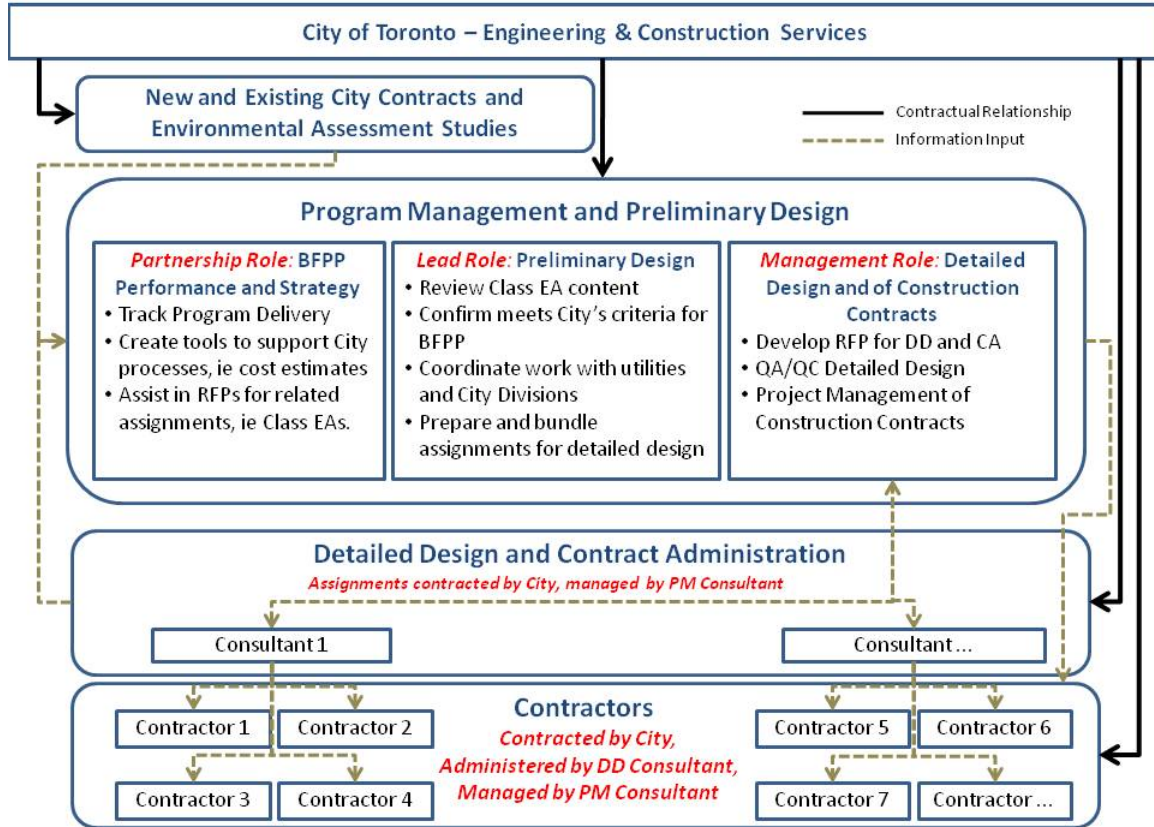 City of Toronto – Engineering & Construction Services
New and Existing City Contracts and
Environmental Assessment Studies
Contractual Relationship
Information Input
Program Management and Preliminary Design
Partnership Role: BFPP
Performance and Strategy
• Track Program Delivery
• Create tools to support City
processes, ie cost estimates
• Assist in RFPs for related
assignments, ie Class EAs.
Lead Role: Preliminary Design
• Review Class EA content
• Confirm meets City's criteria for
BFPP
• Coordinate work with utilities
and City Divisions
• Prepare and bundle
assignments for detailed design
Management Role: Detailed
Design and of Construction
Contracts
• Develop RFP for DD and CA
• QA/QC Detailed Design
• Project Management of
Construction Contracts
Detailed Design and Contract Administration
Assignments contracted by City, managed by PM Consultant
Consultant 1
Consultant ...
Contractors
Contracted by City,
Administered by DD Consultant,
Managed by PM Consultant
Contractor 1
Contractor 2
Contractor 3
Contractor 4
Contractor 5
Contractor 6
Contractor 7
Contractor ...